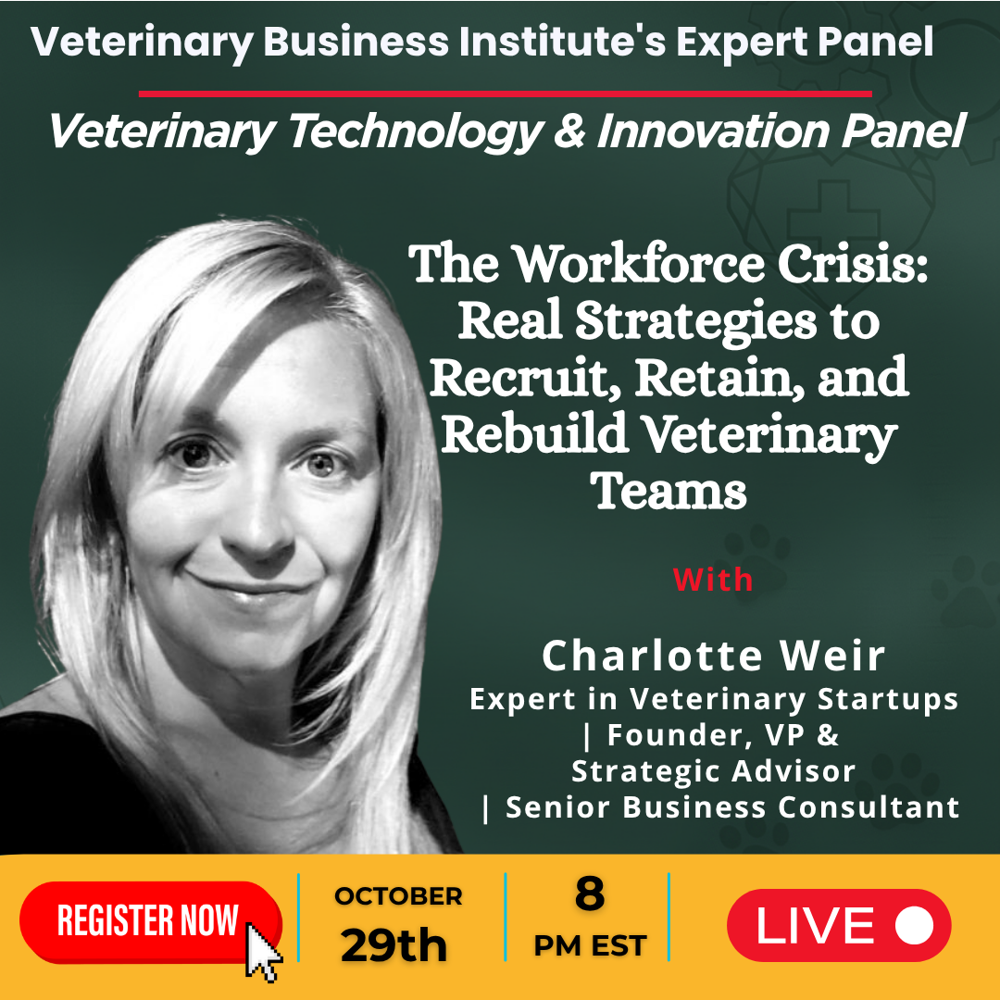 Veterinary Business Institute's Expert Panel
Veterinary Technology & Innovation Panel
The Workforce Crisis:
Real Strategies to
Recruit, Retain, and
Rebuild Veterinary
Teams
With
Charlotte Weir
Expert in Veterinary Startups
| Founder, VP &
Strategic Advisor
| Senior Business Consultant
REGISTER NOW
OCTOBER
29th
8
PM EST
LIVE